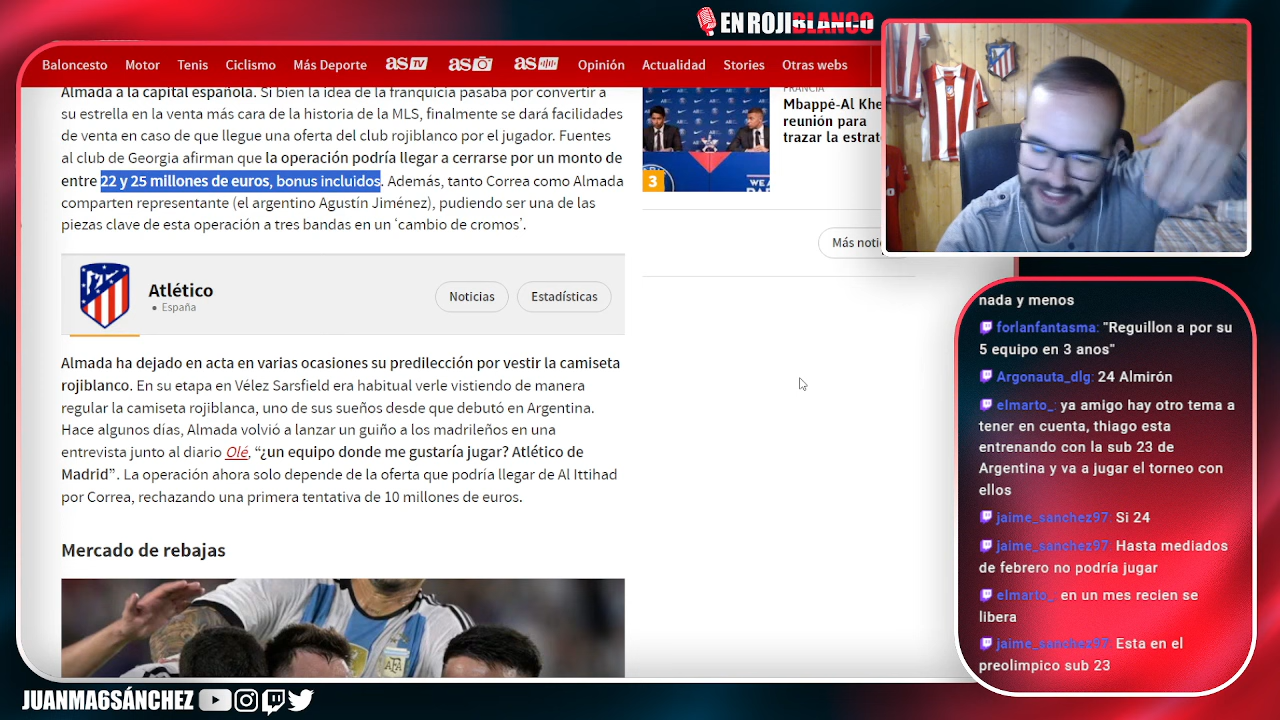 EN ROJIBLANCO
Baloncesto Motor Tenis Ciclismo Más Deporte as TV as as Opinión Actualidad Stories Otras webs
Almada a la capital española. Si bien la idea de la franquicia pasaba por convertir a
su estrella en la venta más cara de la historia de la MLS, finalmente se dará facilidades
de venta en caso de que llegue una oferta del club rojiblanco por el jugador. Fuentes
al club de Georgia afirman que la operación podría llegar a cerrarse por un monto de
entre 22 y 25 millones de euros, bonus incluidos. Además, tanto Correa como Almada
comparten representante (el argentino Agustín Jiménez), pudiendo ser una de las
piezas clave de esta operación a tres bandas en un ‘cambio de cromos’.
Atlético
• España
Noticias
Estadísticas
Almada ha dejado en acta en varias ocasiones su predilección por vestir la camiseta
rojiblanco. En su etapa en Vélez Sarsfield era habitual verle vistiendo de manera
regular la camiseta rojiblanca, uno de sus sueños desde que debutó en Argentina.
Hace algunos días, Almada volvió a lanzar un guiño a los madrileños en una
entrevista junto al diario Olé, “¿un equipo donde me gustaría jugar? Atlético de
Madrid”. La operación ahora solo depende de la oferta que podría llegar de Al Ittihad
por Correa, rechazando una primera tentativa de 10 millones de euros.
Mercado de rebajas
AFA
FRANCIA
Mbappé-Al Khe
reunión para
trazar la estrat
3
WE A
Más noti
nada y menos
forlanfantasma: "Reguillon a por su
5 equipo en 3 anos"
Argonauta_dlg: 24 Almirón
elmarto_: ya amigo hay otro tema a
tener en cuenta, thiago esta
entrenando con la sub 23 de
Argentina y va a jugar el torneo con
ellos
jaime_sanchez97: Si 24
jaime_sanchez97: Hasta mediados
de febrero no podría jugar
elmarto_: en un mes recien se
libera
jaime_sanchez97: Esta en el
preolimpico sub 23
JUANMA6SÁNCHEZ